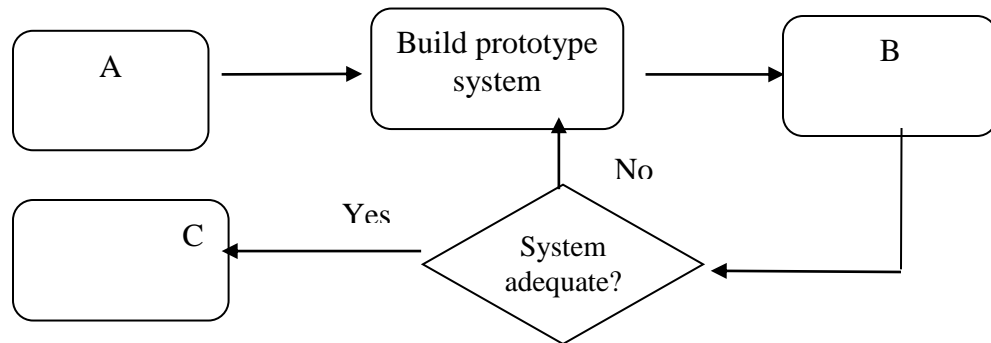 A
Build prototype
system
B
No
Yes
C
System
adequate?